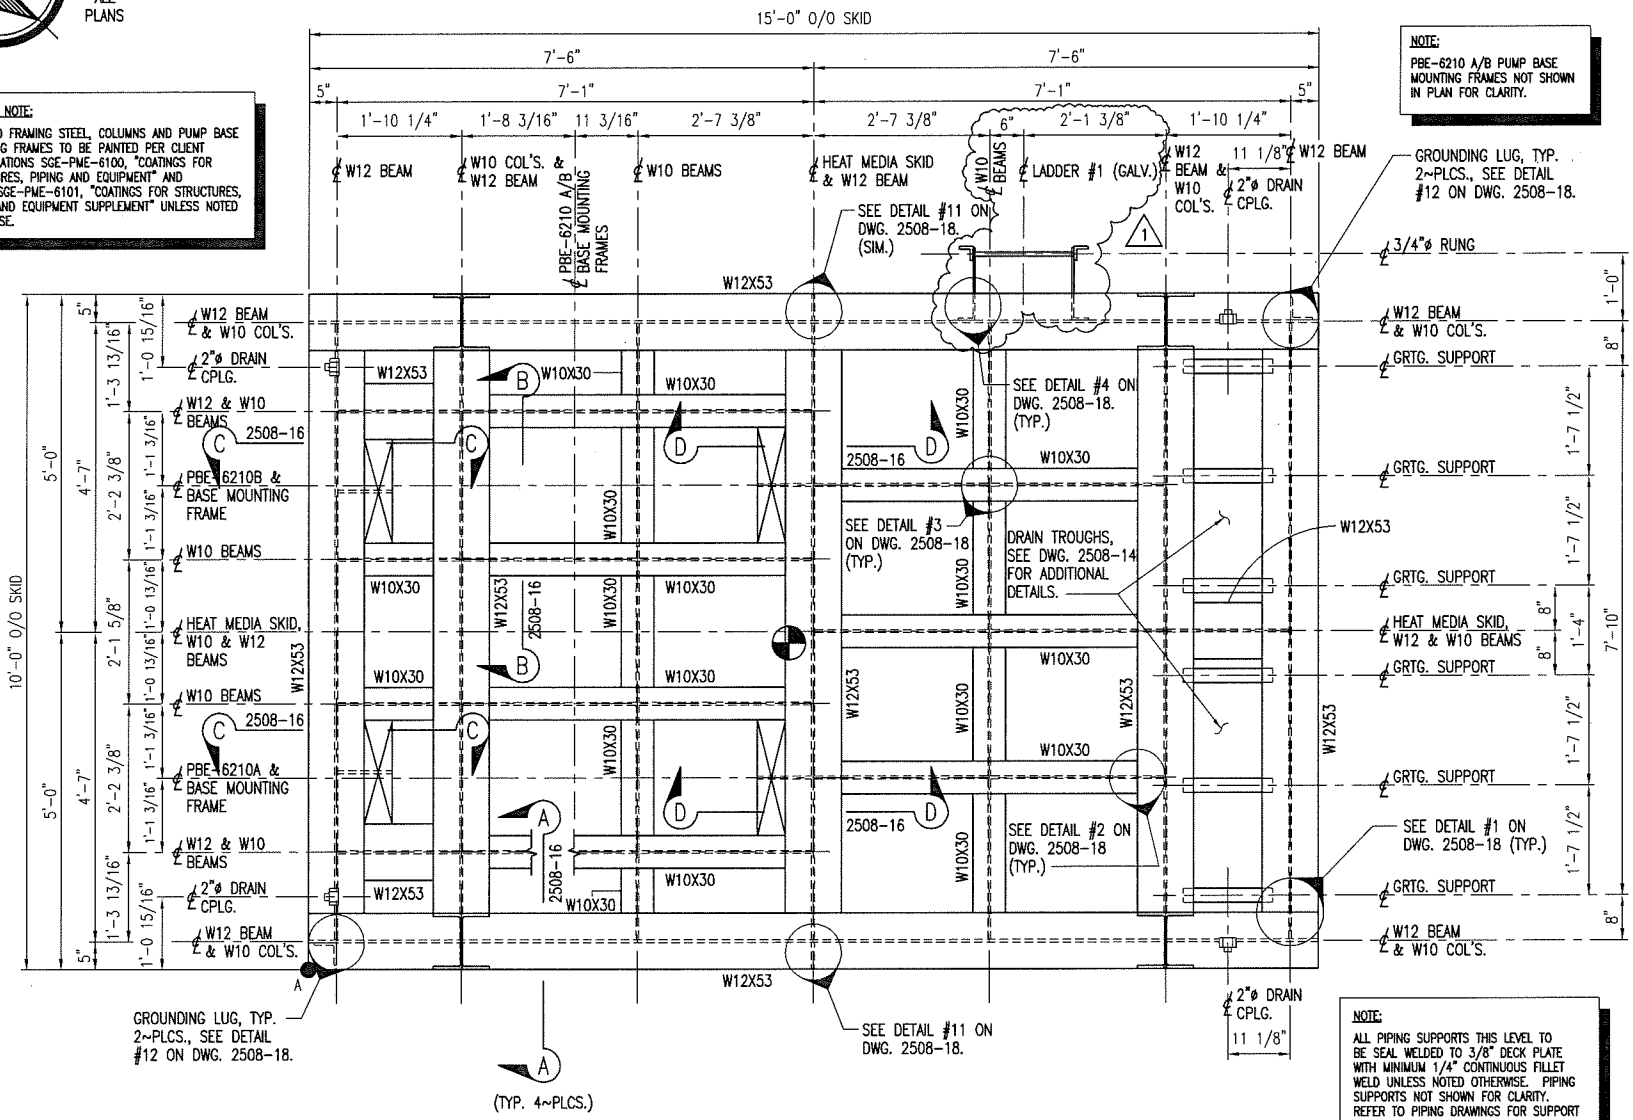 ALL
PLANS
15'-0" O/O SKID
7'-6"
7'-6"
5"
7'-1"
7'-1"
5"
1'-10 1/4"
1'-8 3/16"
11 3/16"
2'-7 3/8"
2'-7 3/8"
6"
2'-1 3/8"
1'-10 1/4"
11 1/8"
NOTE:
PBE-6210 A/B PUMP BASE
MOUNTING FRAMES NOT SHOWN
IN PLAN FOR CLARITY.
NOTE:
FRAMING STEEL, COLUMNS AND PUMP BASE
FRAMES TO BE PAINTED PER CLIENT
SGE-PME-6100, "COATINGS FOR
PIPING AND EQUIPMENT" AND
SGE-PME-6101, "COATINGS FOR STRUCTURES,
AND EQUIPMENT SUPPLEMENT" UNLESS NOTED
W12 BEAM
W10 COL'S. &
W12 BEAM
PBE-6210 A/B
BASE MOUNTING
FRAMES
W10 BEAMS
HEAT MEDIA SKID
& W12 BEAM
W10
BEAMS
LADDER #1 (GALV.)
W12
BEAM &
W10
COL'S.
2"ø DRAIN
CPLG.
W12 BEAM
GROUNDING LUG, TYP.
2~PLCS., SEE DETAIL
#12 ON DWG. 2508-18.
SEE DETAIL #11 ON
DWG. 2508-18.
(SIM.)
1
3/4"ø RUNG
1'-0"
W12X53
10'-0" O/O SKID
5'-0"
5'-0"
5"
4'-7"
4'-7"
5"
1'-3 13/16"
2'-2 3/8"
2'-1 5/8"
2'-2 3/8"
1'-3 13/16"
1'-0 15/16"
1'-1 3/16"
1'-1 3/16"
1'-0 13/16"
1'-0 13/16"
1'-1 3/16"
1'-1 3/16"
1'-0 15/16"
W12 BEAM
& W10 COL'S.
2"ø DRAIN
CPLG.
W12 & W10
BEAMS
C
2508-16
PBE-6210B &
BASE MOUNTING
FRAME
W10 BEAMS
HEAT MEDIA SKID,
W10 & W12
BEAMS
W12X53
W10 BEAMS
C
2508-16
PBE-6210A &
BASE MOUNTING
FRAME
W12 & W10
BEAMS
2"ø DRAIN
CPLG.
W12 BEAM
& W10 COL'S.
A
W12X53
B
W10X30
W10X30
C
D
W10X30
W10X30
W10X30
W10X30
W12X53
2508-16
W10X30
B
W10X30
W10X30
C
W10X30
D
A
2508-16
W12X53
W10X30
W10X30
W10X30
D
2508-16
W10X30
SEE DETAIL #4 ON
DWG. 2508-18.
(TYP.)
SEE DETAIL #3
ON DWG. 2508-18
(TYP.)
DRAIN TROUGHS,
SEE DWG. 2508-14
FOR ADDITIONAL
DETAILS.
W10X30
W12X53
W10X30
W12X53
W10X30
W12X53
W10X30
W12X53
2508-16
D
W10X30
W10X30
SEE DETAIL #2 ON
DWG. 2508-18
(TYP.)
W12 BEAM
& W10 COL'S.
8"
GRTG. SUPPORT
1'-7 1/2"
GRTG. SUPPORT
1'-7 1/2"
GRTG. SUPPORT
8"
HEAT MEDIA SKID,
W12 & W10 BEAMS
1'-4"
8"
7'-10"
GRTG. SUPPORT
1'-7 1/2"
GRTG. SUPPORT
1'-7 1/2"
SEE DETAIL #1 ON
DWG. 2508-18 (TYP.)
GRTG. SUPPORT
8"
W12 BEAM
& W10 COL'S.
W12X53
2"ø DRAIN
CPLG.
11 1/8"
GROUNDING LUG, TYP.
2~PLCS., SEE DETAIL
#12 ON DWG. 2508-18.
SEE DETAIL #11 ON
DWG. 2508-18.
A
(TYP. 4~PLCS.)
NOTE:
ALL PIPING SUPPORTS THIS LEVEL TO
BE SEAL WELDED TO 3/8" DECK PLATE
WITH MINIMUM 1/4" CONTINUOUS FILLET
WELD UNLESS NOTED OTHERWISE. PIPING
SUPPORTS NOT SHOWN FOR CLARITY.
REFER TO PIPING DRAWINGS FOR SUPPORT